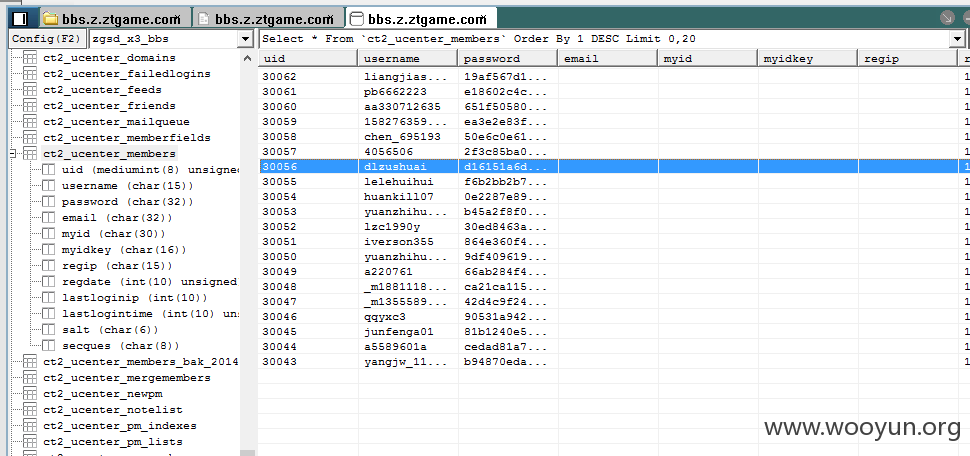 bbs.z.ztgame.com
bbs.z.ztgame.com
bbs.z.ztgame.com
Config(F2) zgsd_x3_bbs Select * From `ct2_ucenter_members` Order By 1 DESC Limit 0,20
ct2_ucenter_domains
ct2_ucenter_failedlogins
ct2_ucenter_feeds
ct2_ucenter_friends
ct2_ucenter_mailqueue
ct2_ucenter_memberfields
ct2_ucenter_members
uid (mediumint(8) unsigne
username (char(15))
password (char(32))
email (char(32))
myid (char(30))
myidkey (char(16))
regip (char(15))
regdate (int(10) unsigned
lastloginip (int(10))
lastlogintime (int(10) uns
salt (char(6))
secques (char(8))
ct2_ucenter_members_bak_2014
ct2_ucenter_mergemembers
ct2_ucenter_newpm
ct2_ucenter_notelist
ct2_ucenter_pm_indexes
ct2_ucenter_pm_lists
uid username password email myid myidkey regip r
30062 liangjias... 19af567d1... 1
30061 pb6662223 e18602c4c... 1
30060 aa330712635 651f50580... 1
30059 158276359... ea3e2e83f... 1
30058 chen_695193 50e6c0e61... 1
30057 4056506 2f3c85ba0... 1
30056 dlzushuai d16151a6d... 1
30055 lelehuihui f6b2bb2b7... 1
30054 huankill07 0e2287e89... 1
30053 yuanzhihu... b45a2f8f0... 1
30052 lzc1990y 30ed8463a... 1
30051 iverson355 864e360f4... 1
30050 yuanzhihu... 9df409619... 1
30049 a220761 66ab284f4... 1
30048 _m1881118... ca21ca115... 1
30047 _m1355589... 42d4c9f24... 1
30046 qqyxc3 90531a942... 1
30045 junfenga01 81b1240e5... 1
30044 a5589601a cedad81a7... 1
30043 yangjw_11... b94870eda... 1
www.wooyun.org